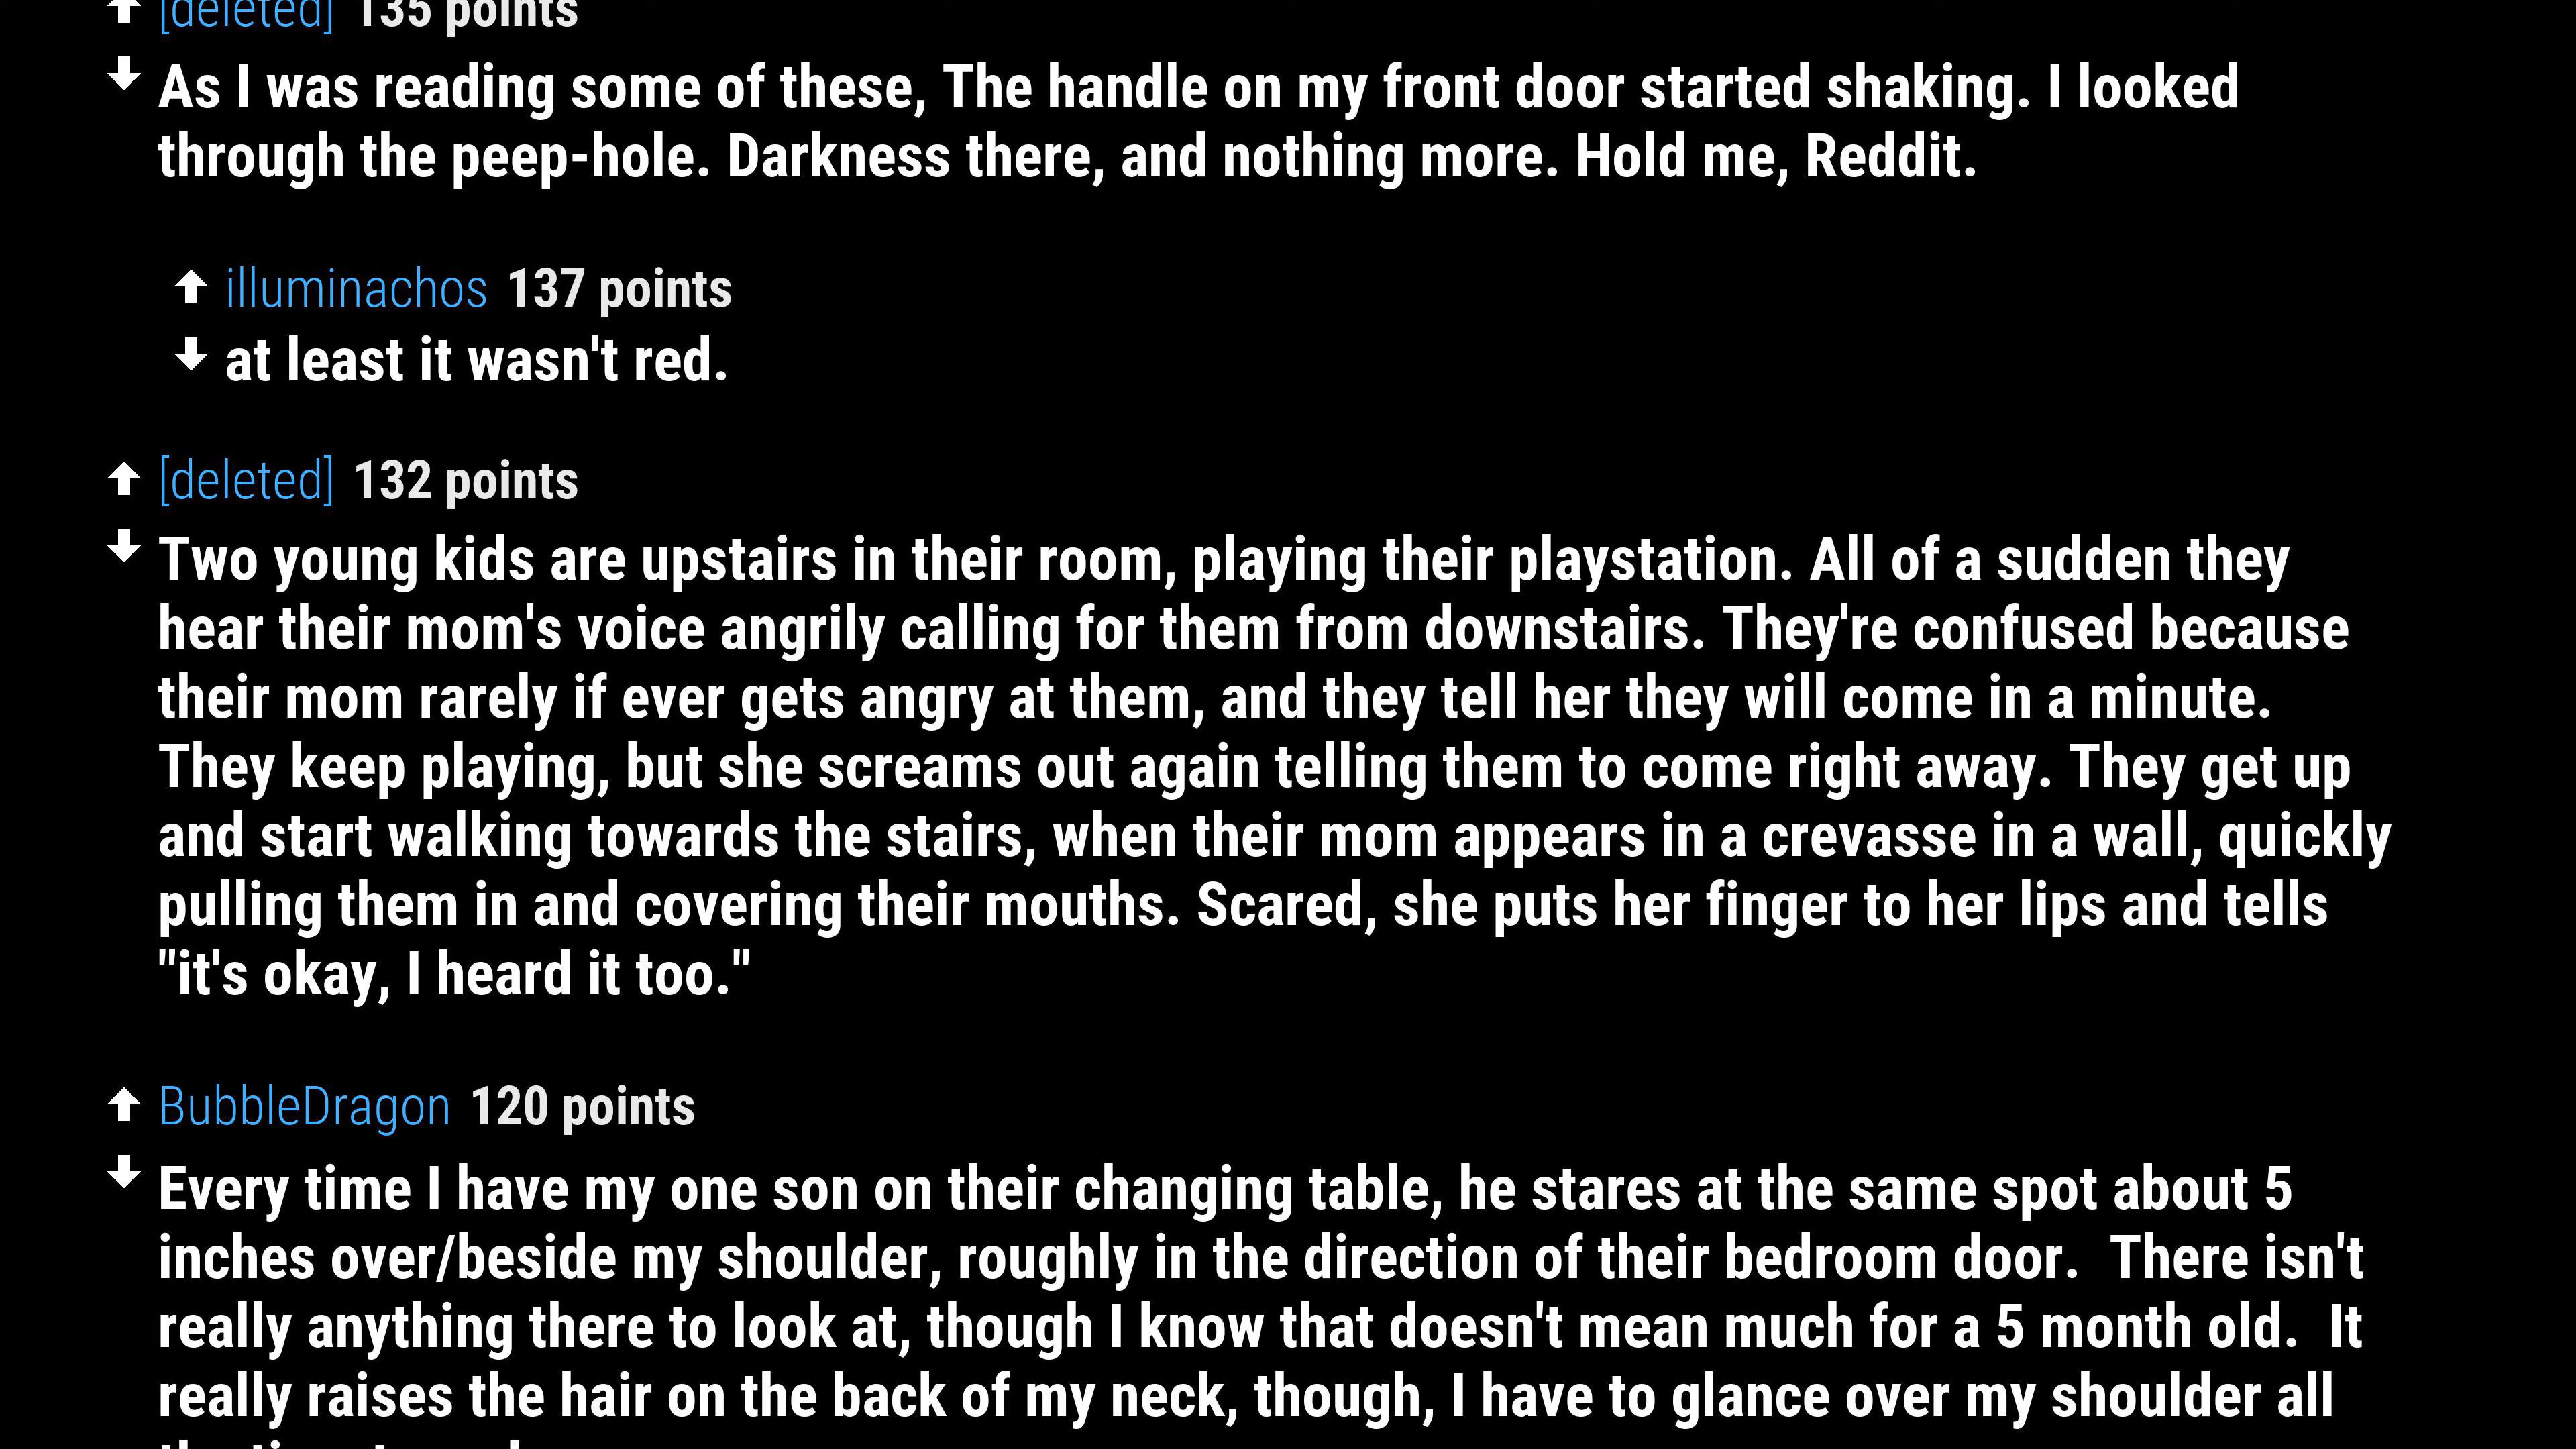 [deleted] 135 points
As I was reading some of these, The handle on my front door started shaking. I looked
through the peep-hole. Darkness there, and nothing more. Hold me, Reddit.
illuminachos 137 points
at least it wasn't red.
[deleted] 132 points
Two young kids are upstairs in their room, playing their playstation. All of a sudden they
hear their mom's voice angrily calling for them from downstairs. They're confused because
their mom rarely if ever gets angry at them, and they tell her they will come in a minute.
They keep playing, but she screams out again telling them to come right away. They get up
and start walking towards the stairs, when their mom appears in a crevasse in a wall, quickly
pulling them in and covering their mouths. Scared, she puts her finger to her lips and tells
"it's okay, I heard it too."
BubbleDragon 120 points
Every time I have my one son on their changing table, he stares at the same spot about 5
inches over/beside my shoulder, roughly in the direction of their bedroom door.  There isn't
really anything there to look at, though I know that doesn't mean much for a 5 month old.  It
really raises the hair on the back of my neck, though, I have to glance over my shoulder all